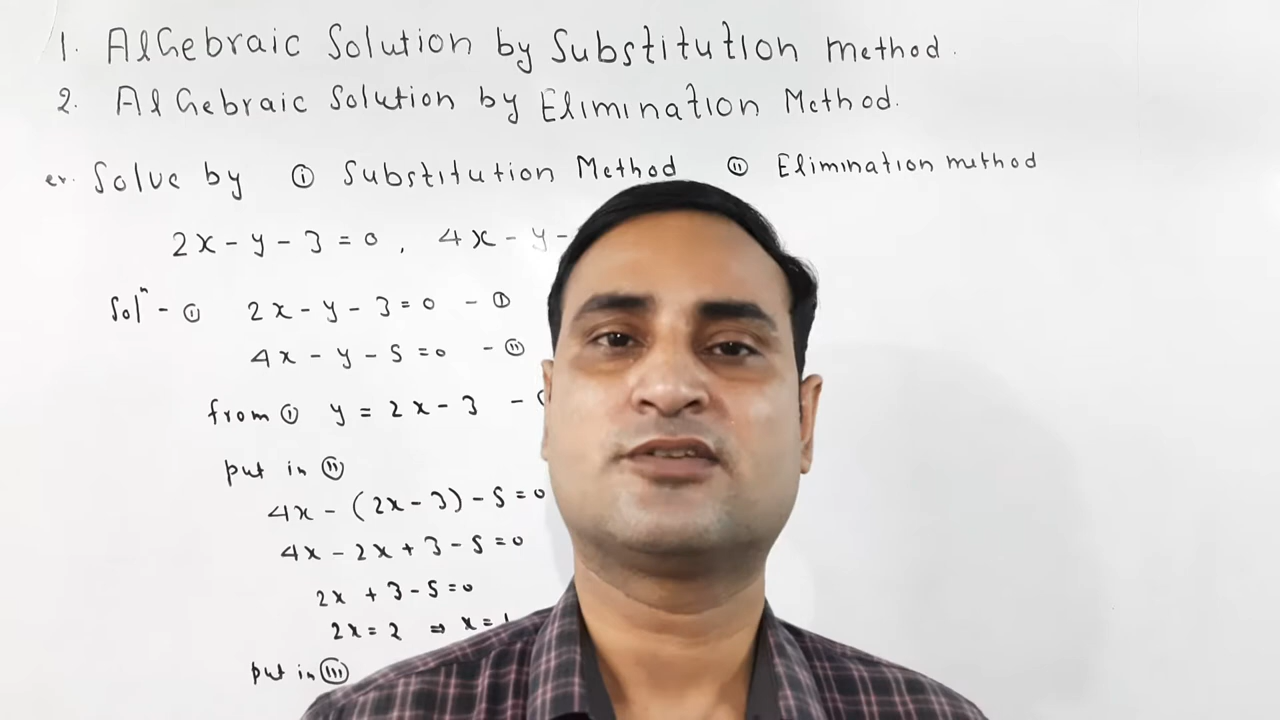 1. Algebraic Solution by Substitution method.
2. Algebraic Solution by Elimination Method.
ex. Solve by ⓘ Substitution Method ⓘⓘ Elimination method
2x - y - 3 = 0 , 4x - y -
Solⁿ - ⓘ 2x - y - 3 = 0 - ⓘ
4x - y - 5 = 0 - ⓘⓘ
from ⓘ y = 2x - 3 -
put in ⓘⓘ
4x - (2x - 3) - 5 = 0
4x - 2x + 3 - 5 = 0
2x + 3 - 5 = 0
2x = 2 ⇒ x = 1
put in ⓘⓘⓘ